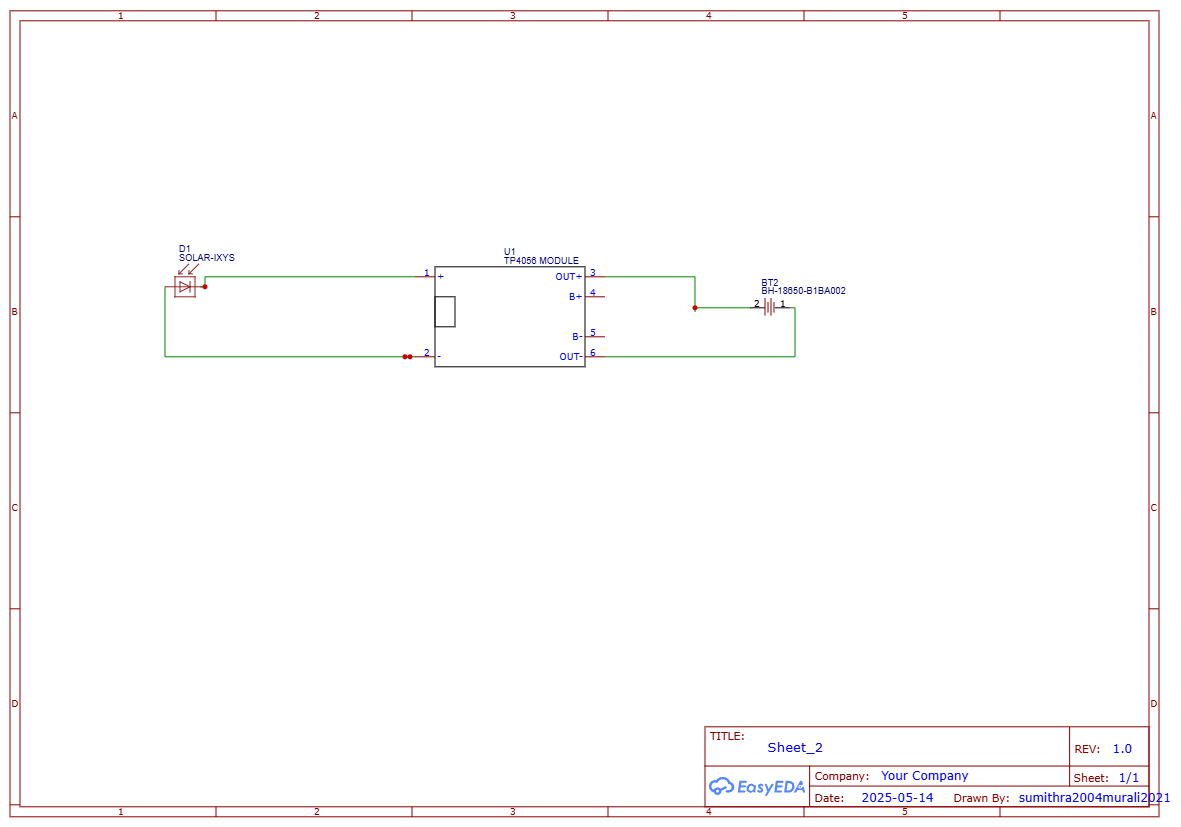 1 2 3 4 5
A A
D1
SOLAR-IXYS
U1
TP4056 MODULE
1 + OUT+ 3
B+ 4
BT2
BH-18650-B1BA002
2 1
B B
B- 5
2 - OUT- 6
C C
D D
TITLE:
Sheet_2
REV: 1.0
EasyEDA
Company: Your Company
Sheet: 1/1
Date: 2025-05-14 Drawn By: sumithra2004murali2021
1 2 3 4 5